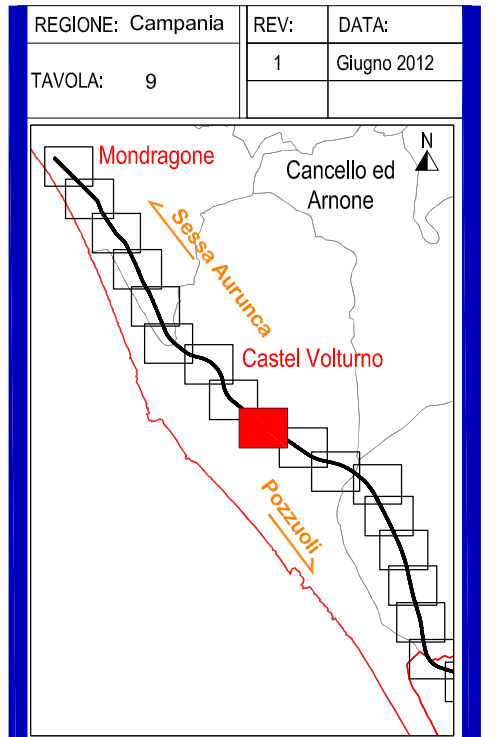 REGIONE: Campania
REV:
DATA:
TAVOLA: 9
1
Giugno 2012
Mondragone
N
Cancello ed
Arnone
Sessa Aurunca
Castel Volturno
Pozzuoli